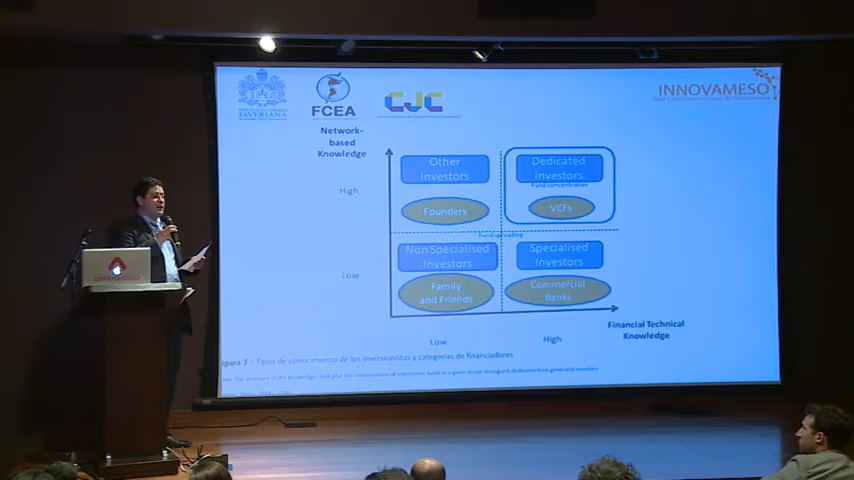 JAVERIANA
FCEA
CJC
INNOVAMESO
Network-
based
Knowledge
High
Other
Investors
Dedicated
Investors
Fund concentration
Founders
VCFs
Fund spreading
Low
Non Specialised
Investors
Specialised
Investors
Family
and Friends
Commercial
Banks
Low
High
Financial Technical
Knowledge
igura 3 – Tipos de conocimiento de los inversionistas y categorías de financiadores